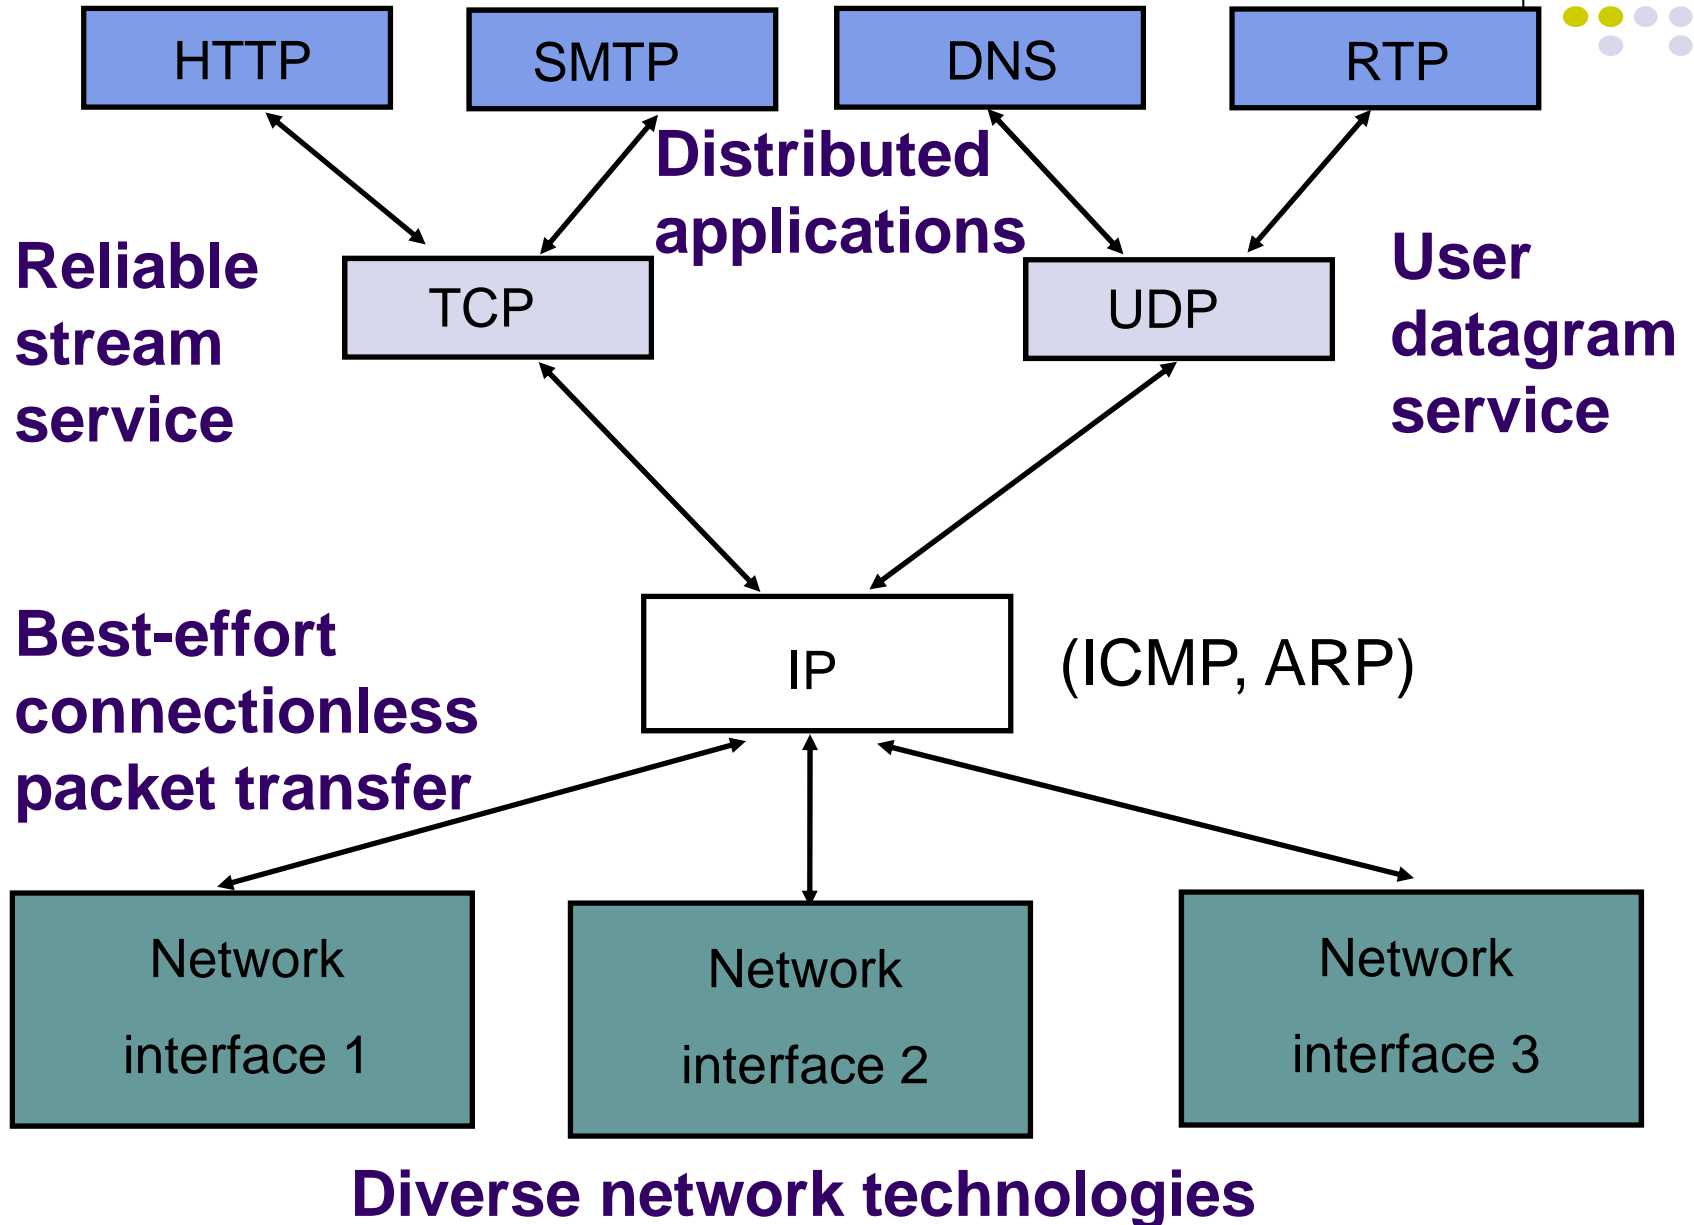 HTTP
SMTP
DNS
RTP
Distributed
applications
Reliable
stream
service
TCP
UDP
User
datagram
service
Best-effort
connectionless
packet transfer
IP
(ICMP, ARP)
Network
interface 1
Network
interface 2
Network
interface 3
Diverse network technologies